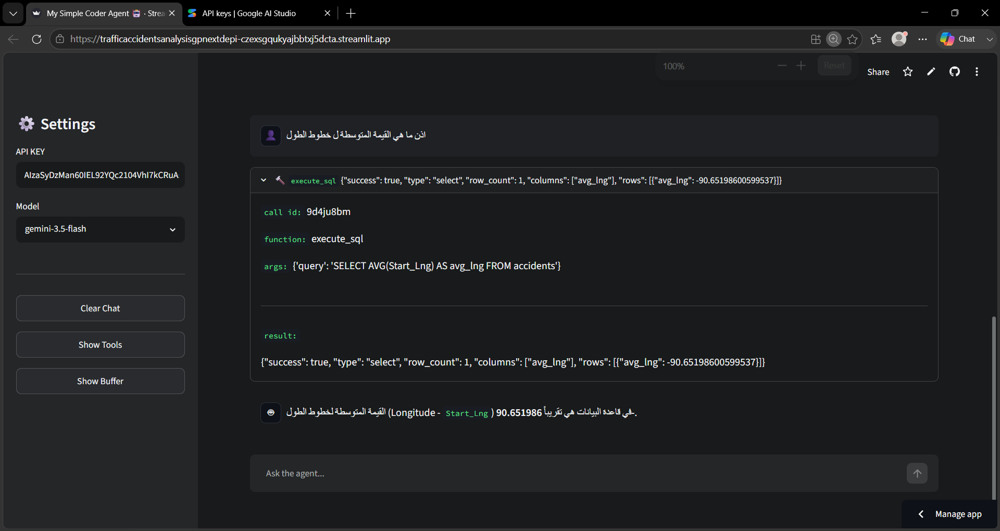 My Simple Coder Agent 🤖 · Strea
API keys | Google AI Studio
https://trafficaccidentsanalysisgpnextdepi-czexsgqukyajbbtxj5dcta.streamlit.app
Chat
100%
Reset
Share
Settings
API KEY
AIzaSyDzMan60IEL92YQc2104VhI7kCRuA
Model
gemini-3.5-flash
Clear Chat
Show Tools
Show Buffer
اذن ما هي القيمة المتوسطة ل خطوط الطول
execute_sql {"success": true, "type": "select", "row_count": 1, "columns": ["avg_lng"], "rows": [{"avg_lng": -90.65198600599537}]}
call id: 9d4ju8bm
function: execute_sql
args: {'query': 'SELECT AVG(Start_Lng) AS avg_lng FROM accidents'}
result:
{"success": true, "type": "select", "row_count": 1, "columns": ["avg_lng"], "rows": [{"avg_lng": -90.65198600599537}]}
القيمة المتوسطة لخطوط الطول (Longitude - Start_Lng) في قاعدة البيانات هي تقريباً -90.651986.
Ask the agent...
Manage app